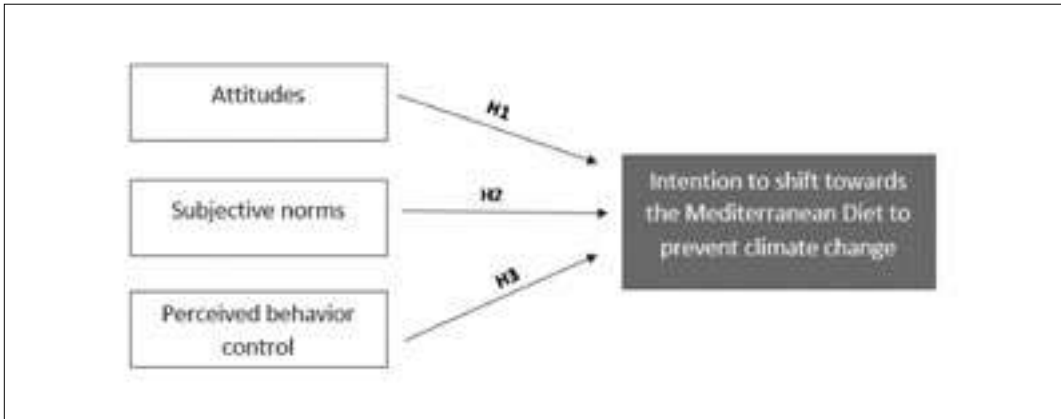 Attitudes
H1
Subjective norms
H2
Intention to shift towards
the Mediterranean Diet to
prevent climate change
Perceived behavior
control
H3